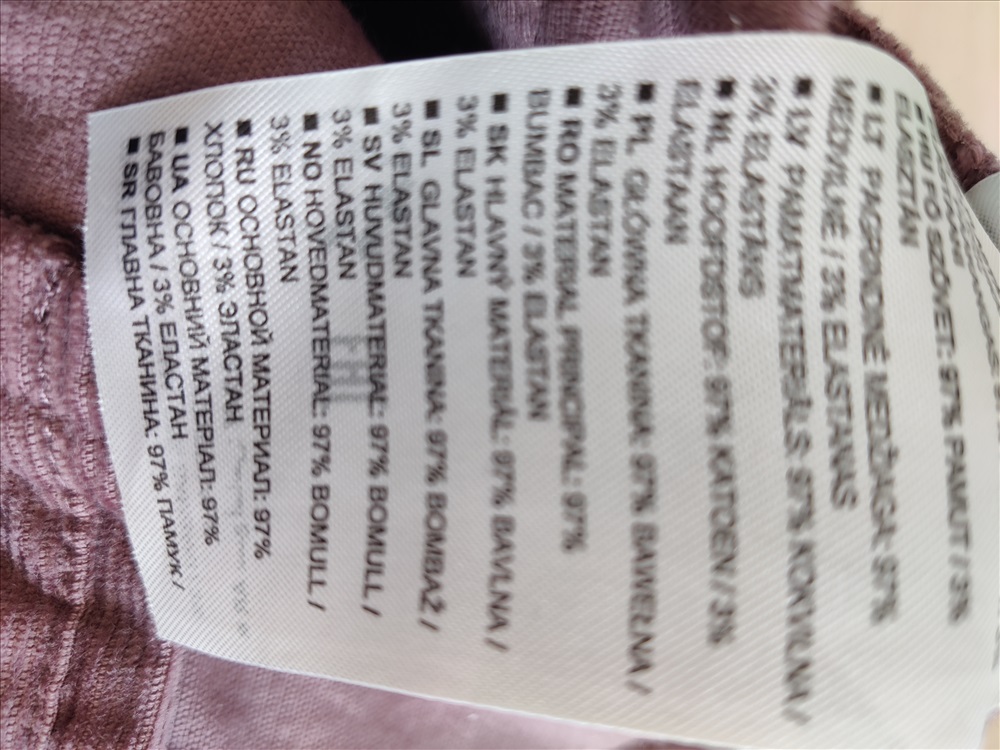 HU FŐ SZÖVET: 97% PAMUT / 3%
ELASZTÁN
LT PAGRINDINĖ MEDŽIAGA: 97%
MEDVILNĖ / 3% ELASTANAS
LV PAMATMATERIĀLS: 97% KOKVILNA /
3% ELASTĀNS
NL HOOFDSTOF: 97% KATOEN / 3%
ELASTAAN
PL GŁÓWNA TKANINA: 97% BAWEŁNA /
3% ELASTAN
RO MATERIAL PRINCIPAL: 97%
BUMBAC / 3% ELASTAN
SK HLAVNÝ MATERIÁL: 97% BAVLNA /
3% ELASTAN
SL GLAVNA TKANINA: 97% BOMBAŽ /
3% ELASTAN
SV HUVUDMATERIAL: 97% BOMULL /
3% ELASTAN
NO HOVEDMATERIAL: 97% BOMULL /
3% ELASTAN
RU ОСНОВНОЙ МАТЕРИАЛ: 97%
ХЛОПОК / 3% ЭЛАСТАН
UA ОСНОВНИЙ МАТЕРІАЛ: 97%
БАВОВНА / 3% ЕЛАСТАН
SR ГЛАВНА ТКАНИНА: 97% ПАМУК /